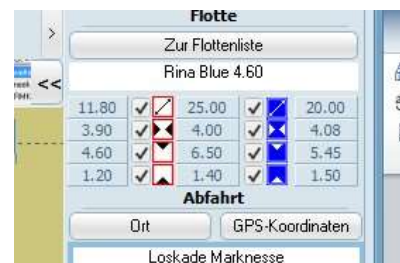 Flotte
Zur Flottenliste
<<
Rina Blue 4.60
11.80 25.00 20.00
3.90 4.00 4.08
4.60 6.50 5.45
1.20 1.40 1.50
Abfahrt
Ort GPS-Koordinaten
Loskade Marknesse